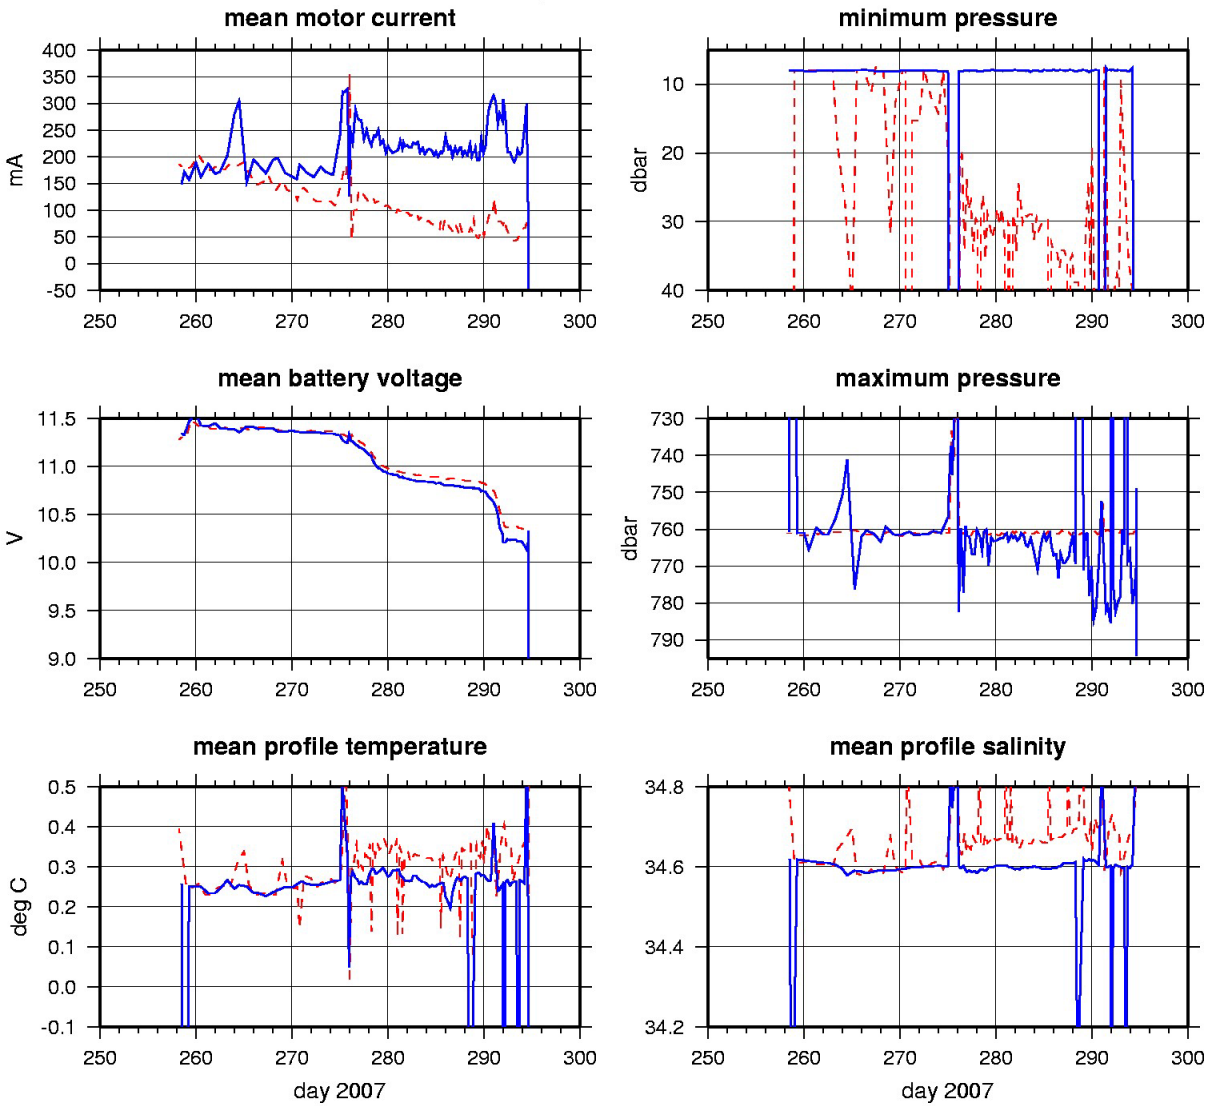 mean motor current
400
350
300
250
200
150
100
50
0
-50
mA
250 260 270 280 290 300
minimum pressure
10
20
30
40
dbar
250 260 270 280 290 300
mean battery voltage
11.5
11.0
10.5
10.0
9.5
9.0
V
250 260 270 280 290 300
maximum pressure
730
740
750
760
770
780
790
dbar
250 260 270 280 290 300
mean profile temperature
0.5
0.4
0.3
0.2
0.1
0.0
-0.1
deg C
250 260 270 280 290 300
day 2007
mean profile salinity
34.8
34.6
34.4
34.2
250 260 270 280 290 300
day 2007